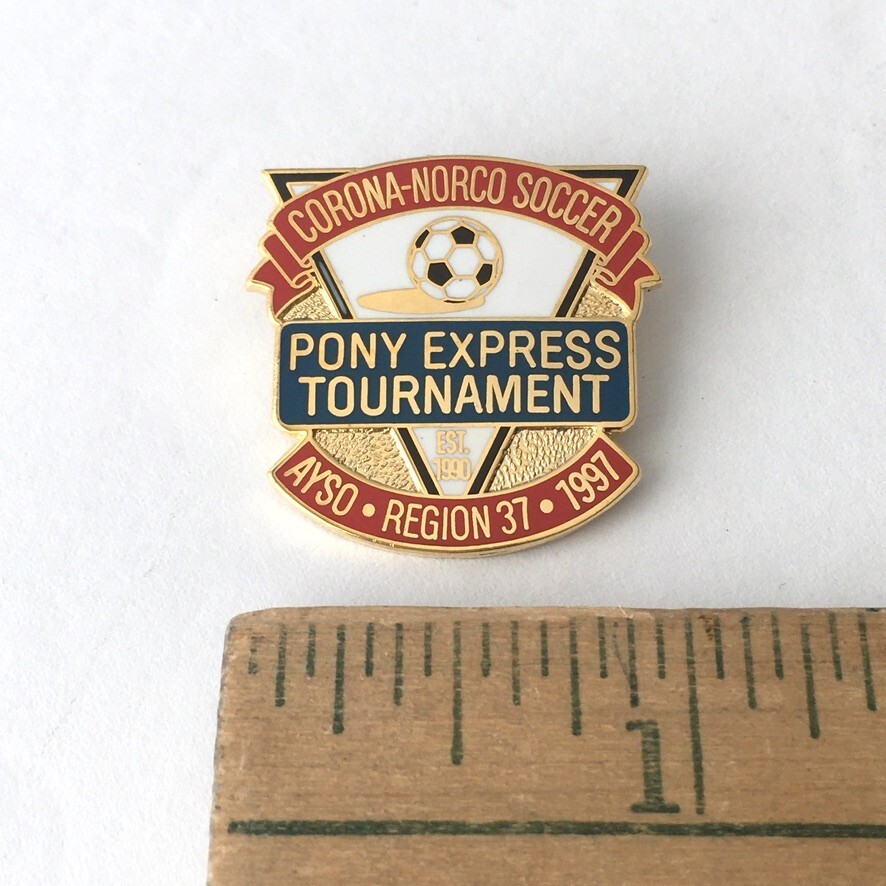 CORONA-NORCO SOCCER
PONY EXPRESS
TOURNAMENT
EST.
1990
AYSO • REGION 37 • 1997
1